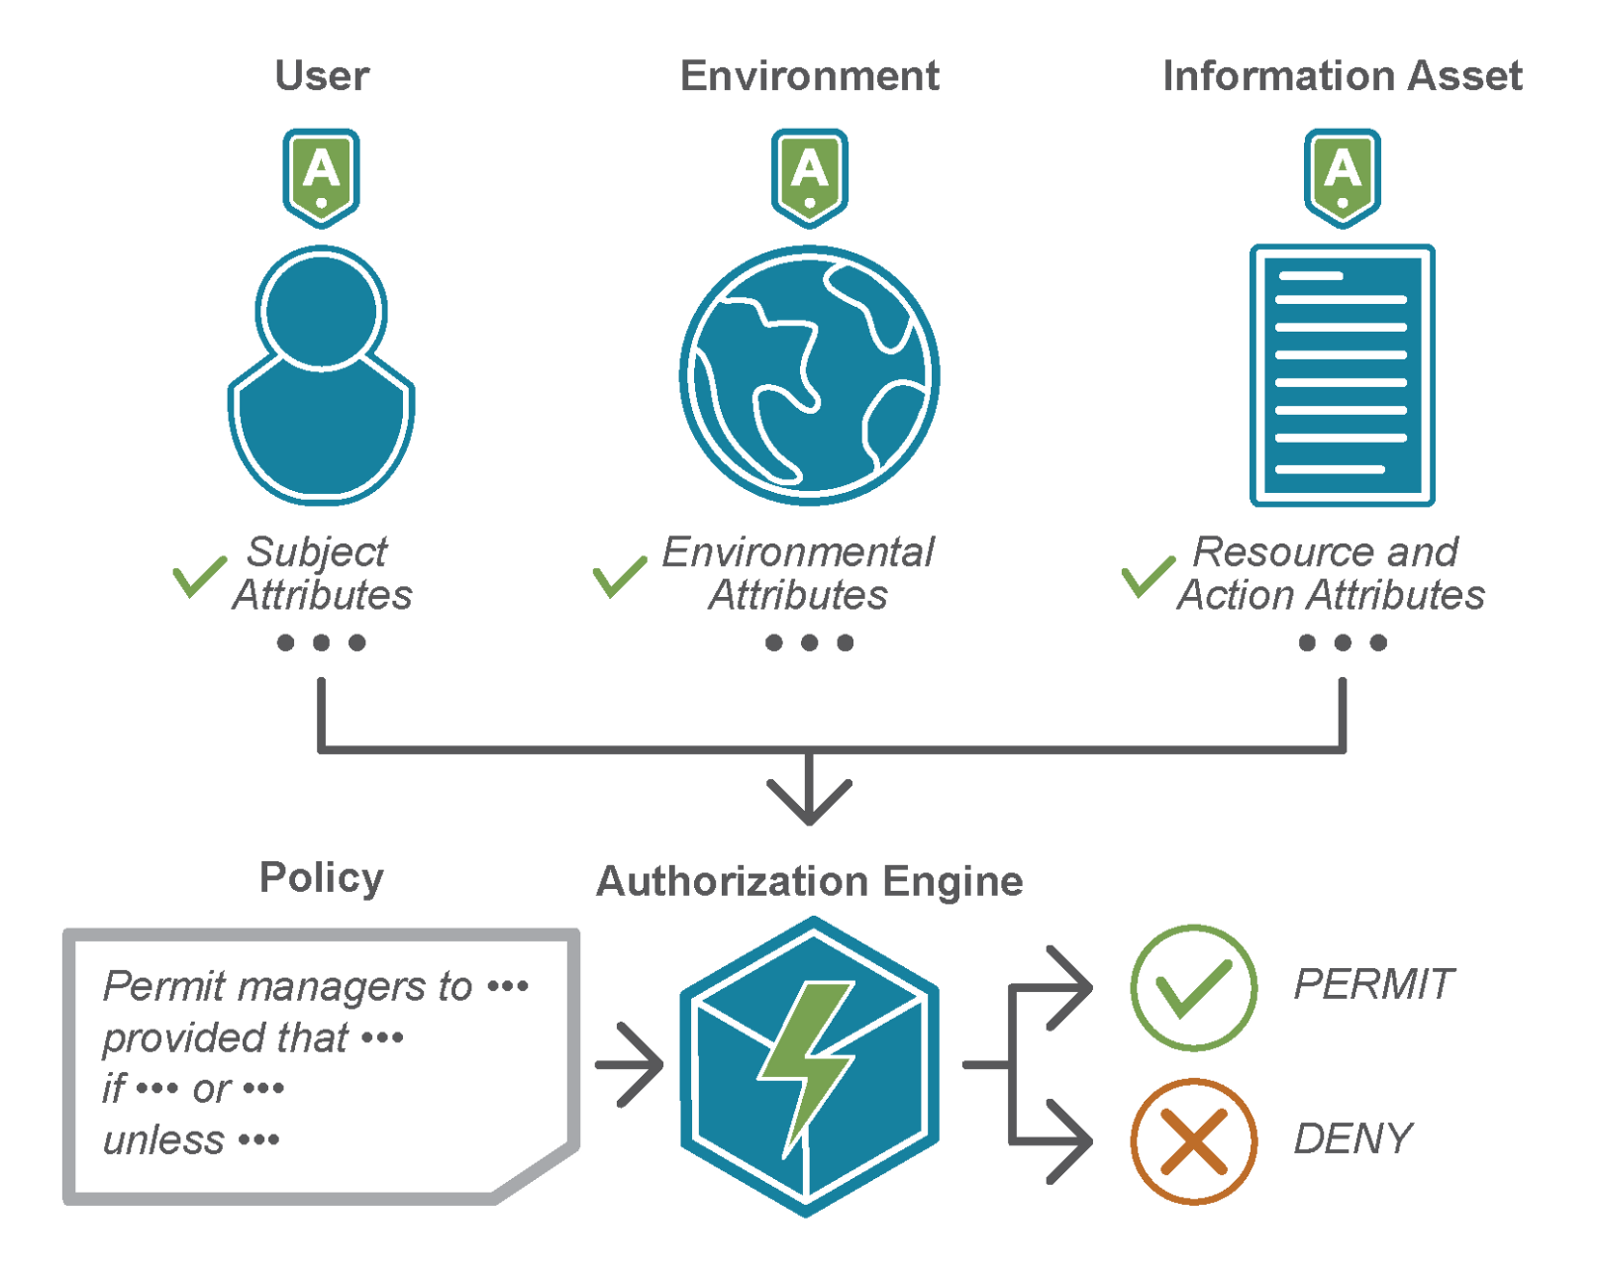 User
Environment
Information Asset
A
A
A
Subject
Attributes
•••
Environmental
Attributes
•••
Resource and
Action Attributes
•••
Policy
Authorization Engine
Permit managers to •••
provided that •••
if ••• or •••
unless •••
PERMIT
DENY